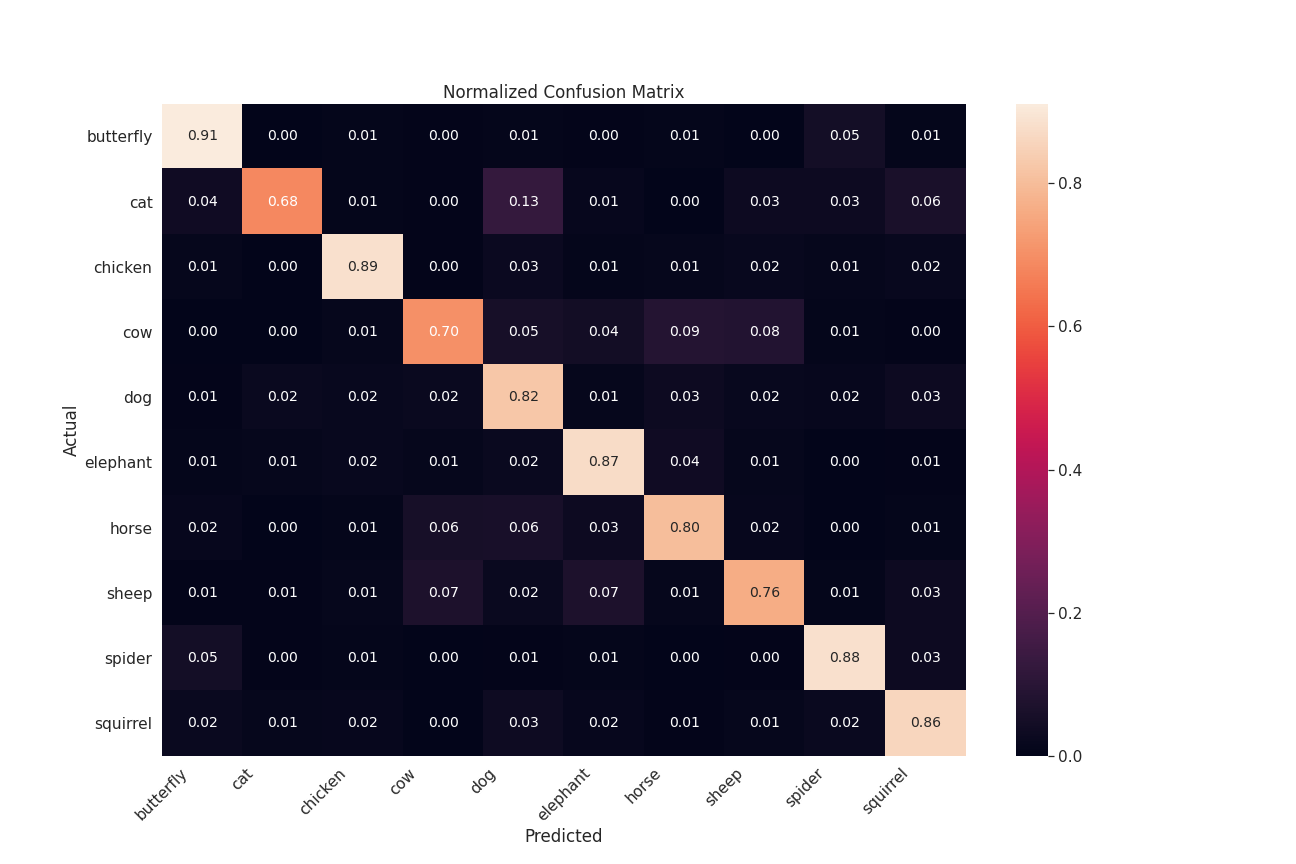 Normalized Confusion Matrix
butterfly 0.91 0.00 0.01 0.00 0.01 0.00 0.01 0.00 0.05 0.01
cat 0.04 0.68 0.01 0.00 0.13 0.01 0.00 0.03 0.03 0.06
chicken 0.01 0.00 0.89 0.00 0.03 0.01 0.01 0.02 0.01 0.02
cow 0.00 0.00 0.01 0.70 0.05 0.04 0.09 0.08 0.01 0.00
dog 0.01 0.02 0.02 0.02 0.82 0.01 0.03 0.02 0.02 0.03
elephant 0.01 0.01 0.02 0.01 0.02 0.87 0.04 0.01 0.00 0.01
horse 0.02 0.00 0.01 0.06 0.06 0.03 0.80 0.02 0.00 0.01
sheep 0.01 0.01 0.01 0.07 0.02 0.07 0.01 0.76 0.01 0.03
spider 0.05 0.00 0.01 0.00 0.01 0.01 0.00 0.00 0.88 0.03
squirrel 0.02 0.01 0.02 0.00 0.03 0.02 0.01 0.01 0.02 0.86
Actual
butterfly cat chicken cow dog elephant horse sheep spider squirrel
Predicted
0.8
0.6
0.4
0.2
0.0